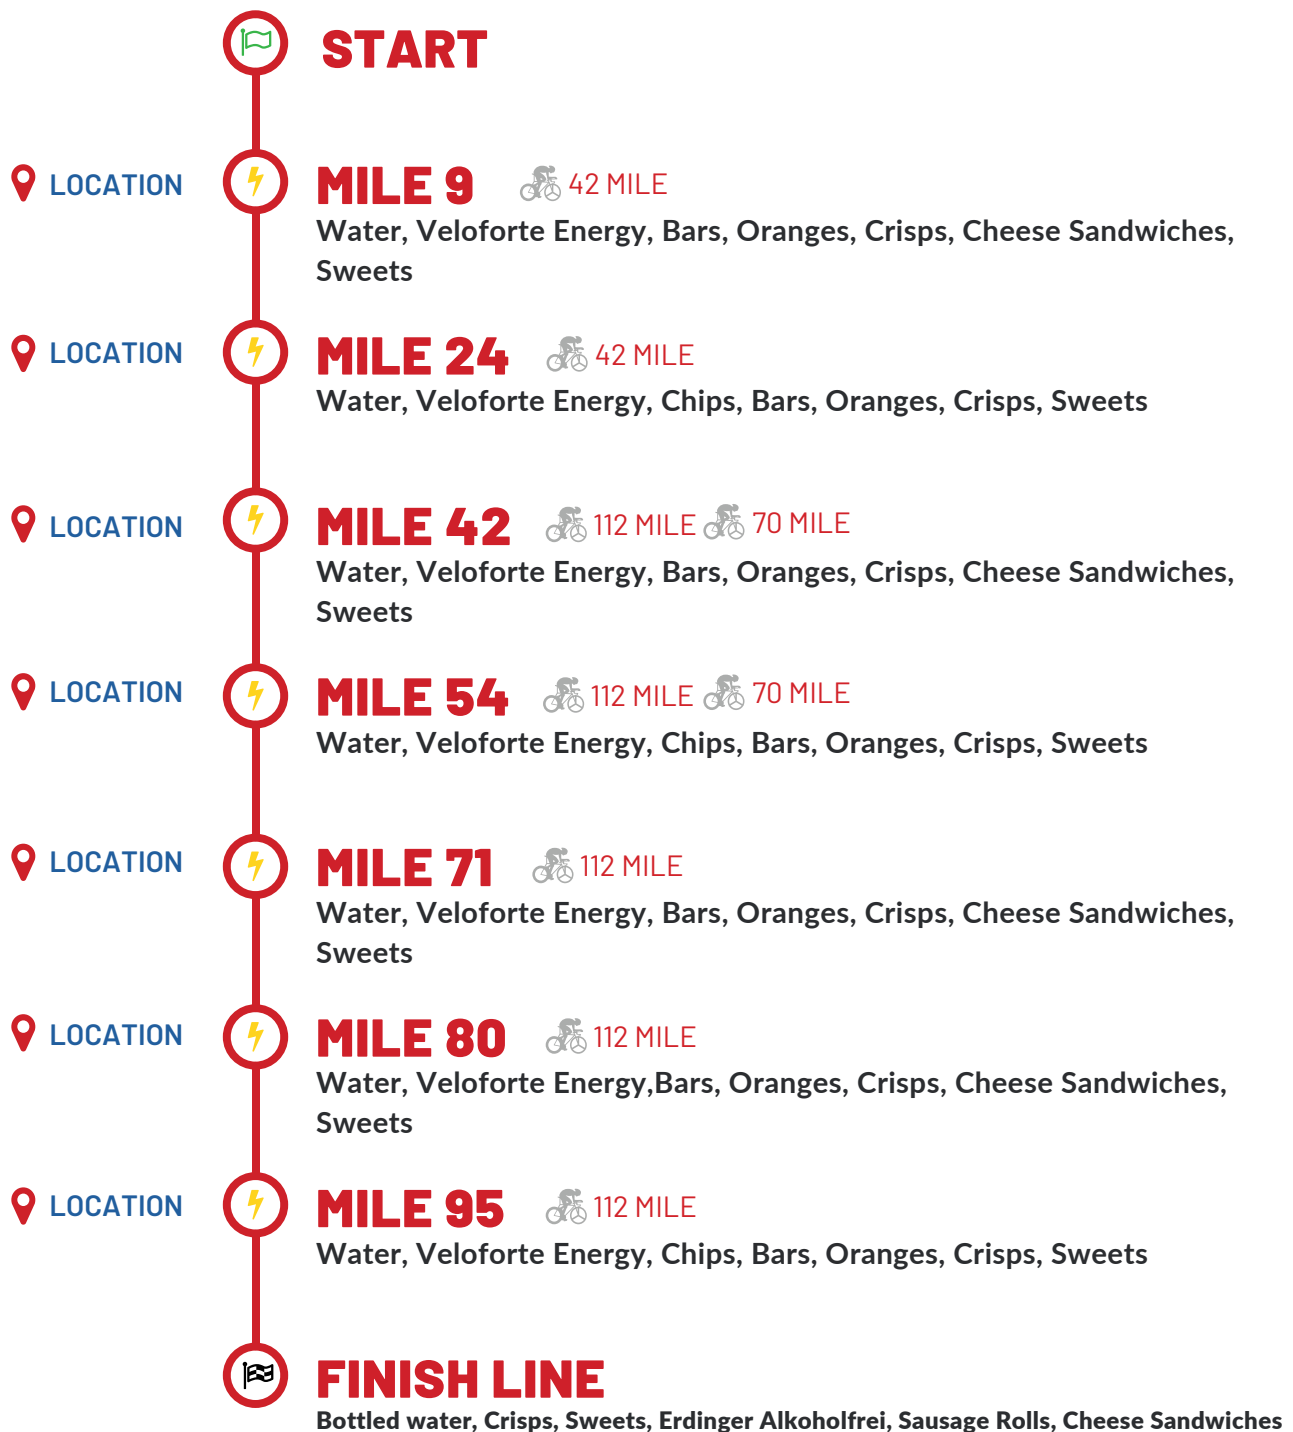 START
LOCATION
MILE 9
42 MILE
Water, Veloforte Energy, Bars, Oranges, Crisps, Cheese Sandwiches,
Sweets
LOCATION
MILE 24
42 MILE
Water, Veloforte Energy, Chips, Bars, Oranges, Crisps, Sweets
LOCATION
MILE 42
112 MILE
70 MILE
Water, Veloforte Energy, Bars, Oranges, Crisps, Cheese Sandwiches,
Sweets
LOCATION
MILE 54
112 MILE
70 MILE
Water, Veloforte Energy, Chips, Bars, Oranges, Crisps, Sweets
LOCATION
MILE 71
112 MILE
Water, Veloforte Energy, Bars, Oranges, Crisps, Cheese Sandwiches,
Sweets
LOCATION
MILE 80
112 MILE
Water, Veloforte Energy,Bars, Oranges, Crisps, Cheese Sandwiches,
Sweets
LOCATION
MILE 95
112 MILE
Water, Veloforte Energy, Chips, Bars, Oranges, Crisps, Sweets
FINISH LINE
Bottled water, Crisps, Sweets, Erdinger Alkoholfrei, Sausage Rolls, Cheese Sandwiches